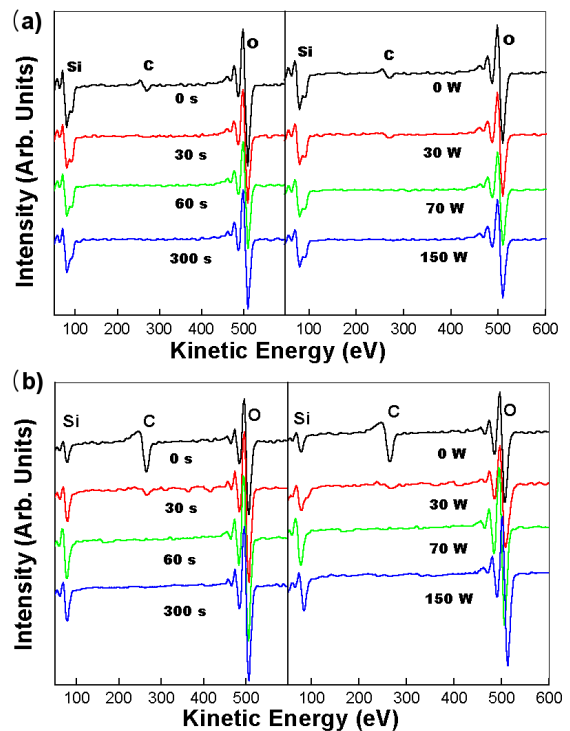 (a)
Intensity (Arb. Units)
Si C O
0 s
30 s
60 s
300 s
Si C O
0 W
30 W
70 W
150 W
100 200 300 400 500 100 200 300 400 500 600
Kinetic Energy (eV)
(b)
Intensity (Arb. Units)
Si C O
0 s
30 s
60 s
300 s
Si C O
0 W
30 W
70 W
150 W
100 200 300 400 500 100 200 300 400 500 600
Kinetic Energy (eV)